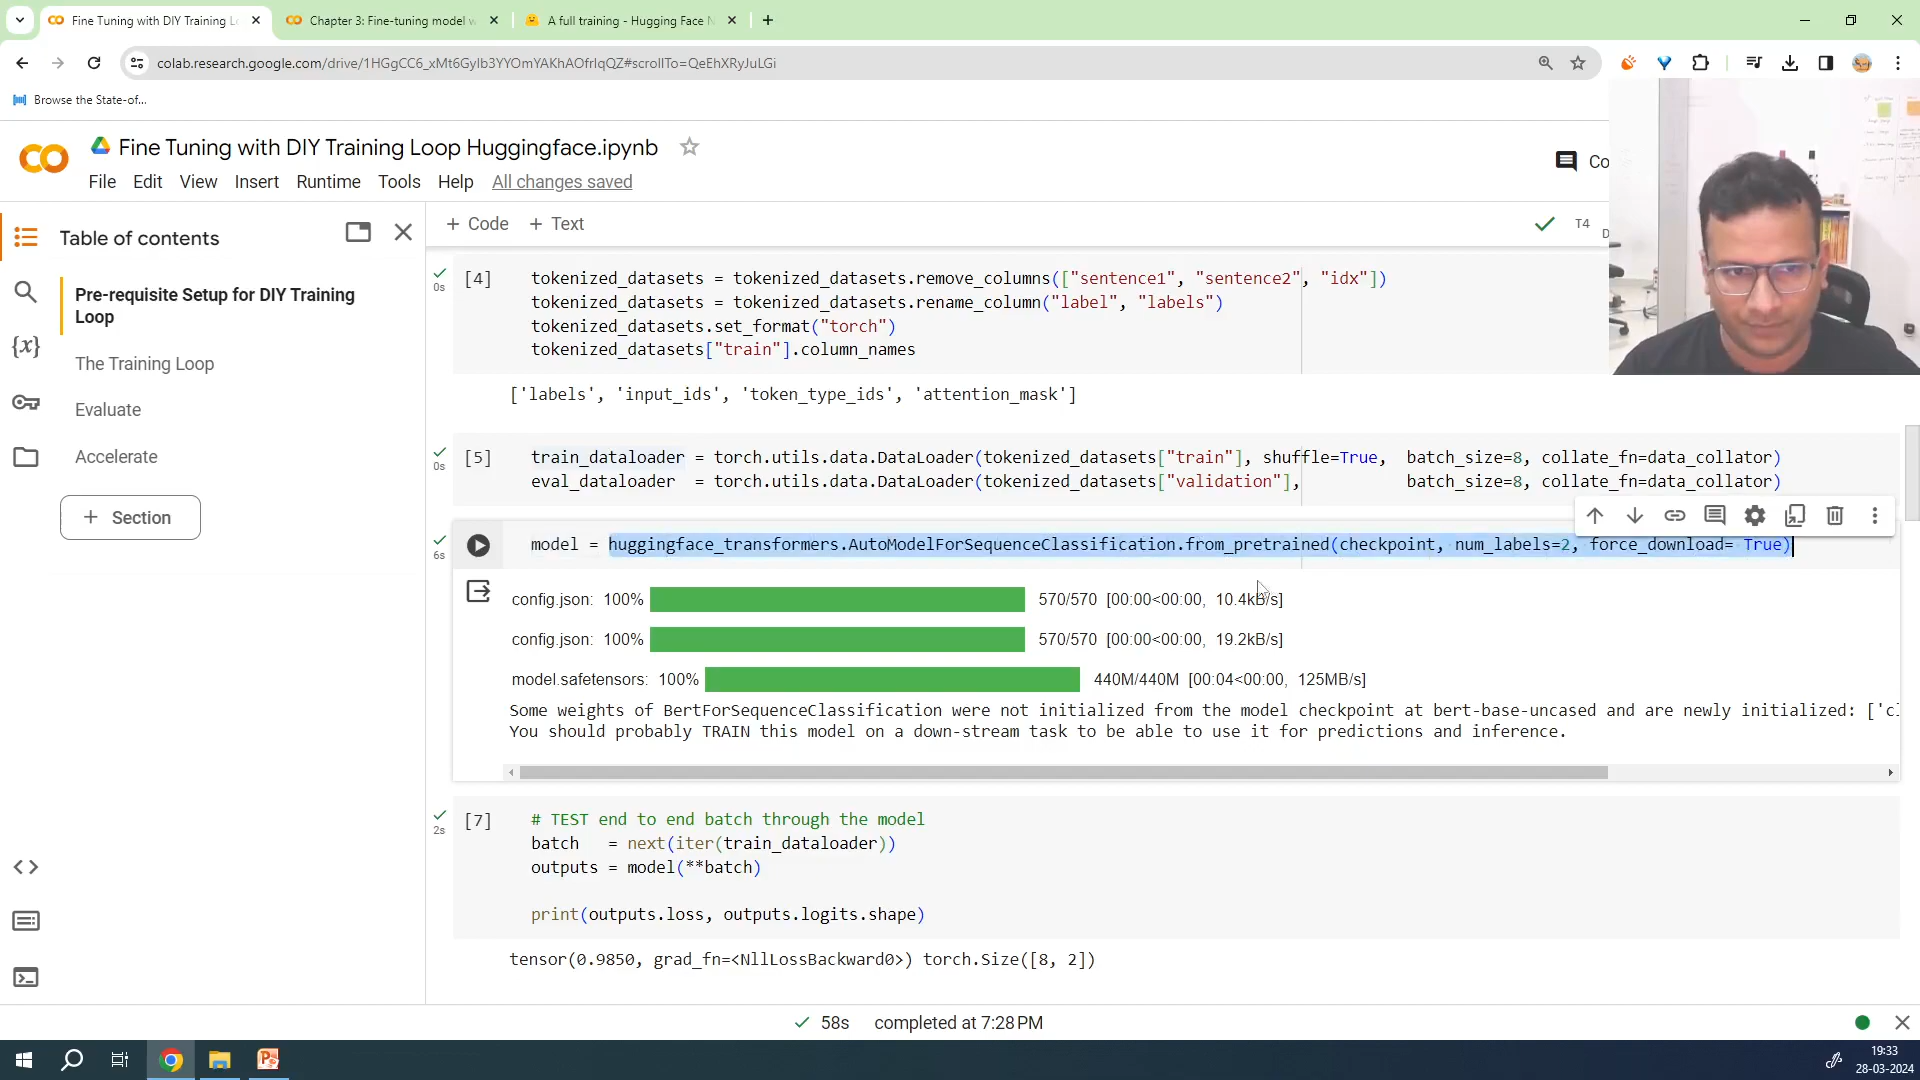 Fine Tuning with DIY Training L
Chapter 3: Fine-tuning model w
A full training - Hugging Face N
colab.research.google.com/drive/1HGgCC6_xMt6GyIb3YYOmYAKhAOfrIqQZ#scrollTo=QeEhXRyJuLGi
Browse the State-of...
Fine Tuning with DIY Training Loop Huggingface.ipynb
File Edit View Insert Runtime Tools Help All changes saved
Co
+ Code + Text
T4
D
Table of contents
Pre-requisite Setup for DIY Training
Loop
The Training Loop
Evaluate
Accelerate
+ Section
0s
[4]
tokenized_datasets = tokenized_datasets.remove_columns(["sentence1", "sentence2", "idx"])
tokenized_datasets = tokenized_datasets.rename_column("label", "labels")
tokenized_datasets.set_format("torch")
tokenized_datasets["train"].column_names
['labels', 'input_ids', 'token_type_ids', 'attention_mask']
0s
[5]
train_dataloader = torch.utils.data.DataLoader(tokenized_datasets["train"], shuffle=True, batch_size=8, collate_fn=data_collator)
eval_dataloader = torch.utils.data.DataLoader(tokenized_datasets["validation"], batch_size=8, collate_fn=data_collator)
6s
model = huggingface_transformers.AutoModelForSequenceClassification.from_pretrained(checkpoint, num_labels=2, force_download= True)
config.json: 100% 570/570 [00:00<00:00, 10.4kB/s]
config.json: 100% 570/570 [00:00<00:00, 19.2kB/s]
model.safetensors: 100% 440M/440M [00:04<00:00, 125MB/s]
Some weights of BertForSequenceClassification were not initialized from the model checkpoint at bert-base-uncased and are newly initialized: ['cl
You should probably TRAIN this model on a down-stream task to be able to use it for predictions and inference.
2s
[7]
# TEST end to end batch through the model
batch = next(iter(train_dataloader))
outputs = model(**batch)
print(outputs.loss, outputs.logits.shape)
tensor(0.9850, grad_fn=<NllLossBackward0>) torch.Size([8, 2])
58s completed at 7:28 PM
19:33
28-03-2024